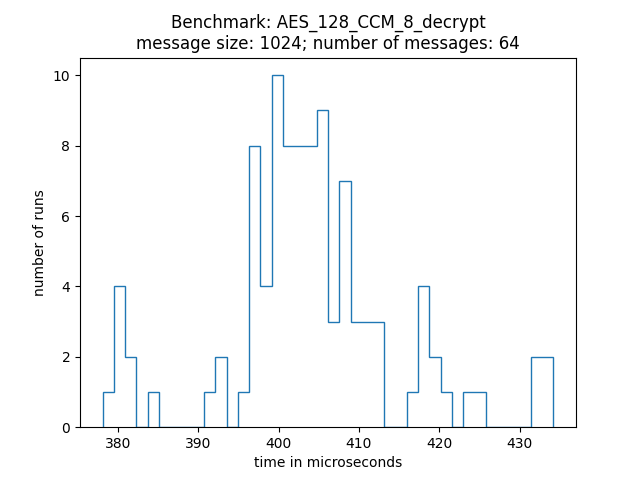 Benchmark: AES_128_CCM_8_decrypt
message size: 1024; number of messages: 64
10
8
6
4
2
0
number of runs
380 390 400 410 420 430
time in microseconds